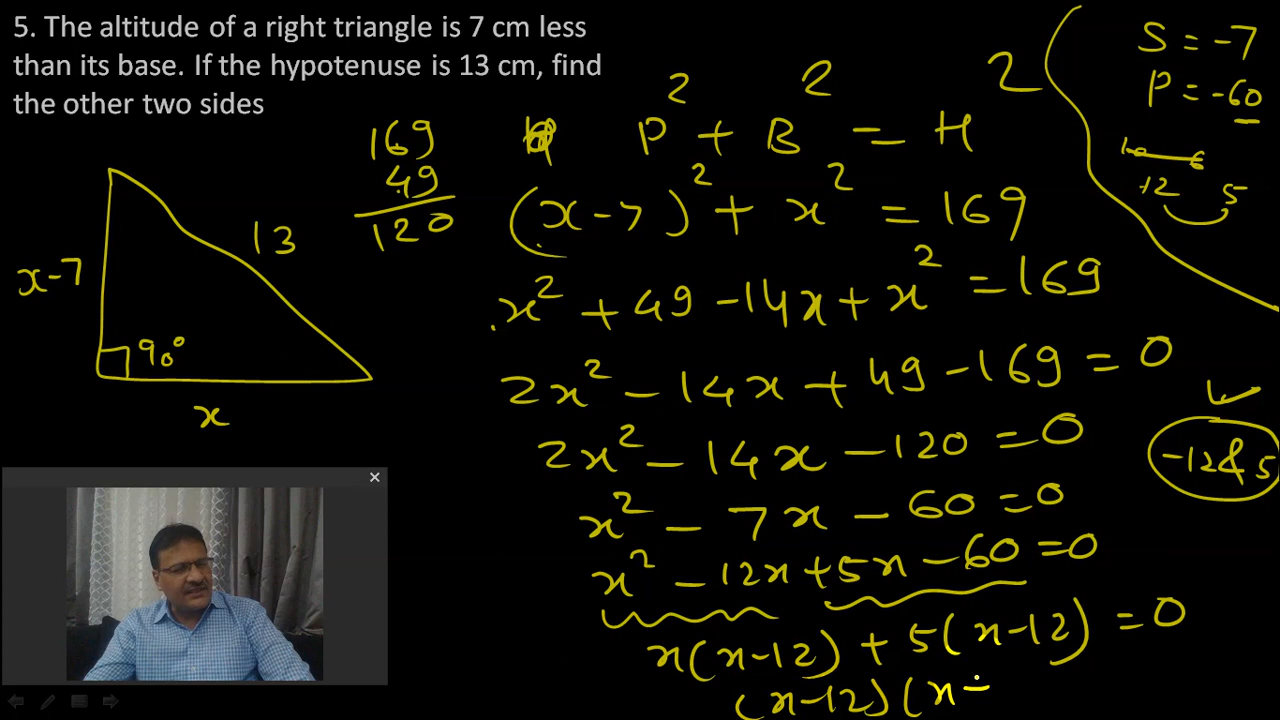 5. The altitude of a right triangle is 7 cm less
than its base. If the hypotenuse is 13 cm, find
the other two sides
S = -7
P = -60
10 6
12 5
-12 & 5
169
49
120
x-7
13
90°
x
P² + B² = H²
(x-7)² + x² = 169
x² + 49 -14x + x² = 169
2x² - 14x + 49 - 169 = 0
2x² - 14x - 120 = 0
x² - 7x - 60 = 0
x² - 12x + 5x - 60 = 0
x(x-12) + 5(x-12) = 0
(x-12)(x